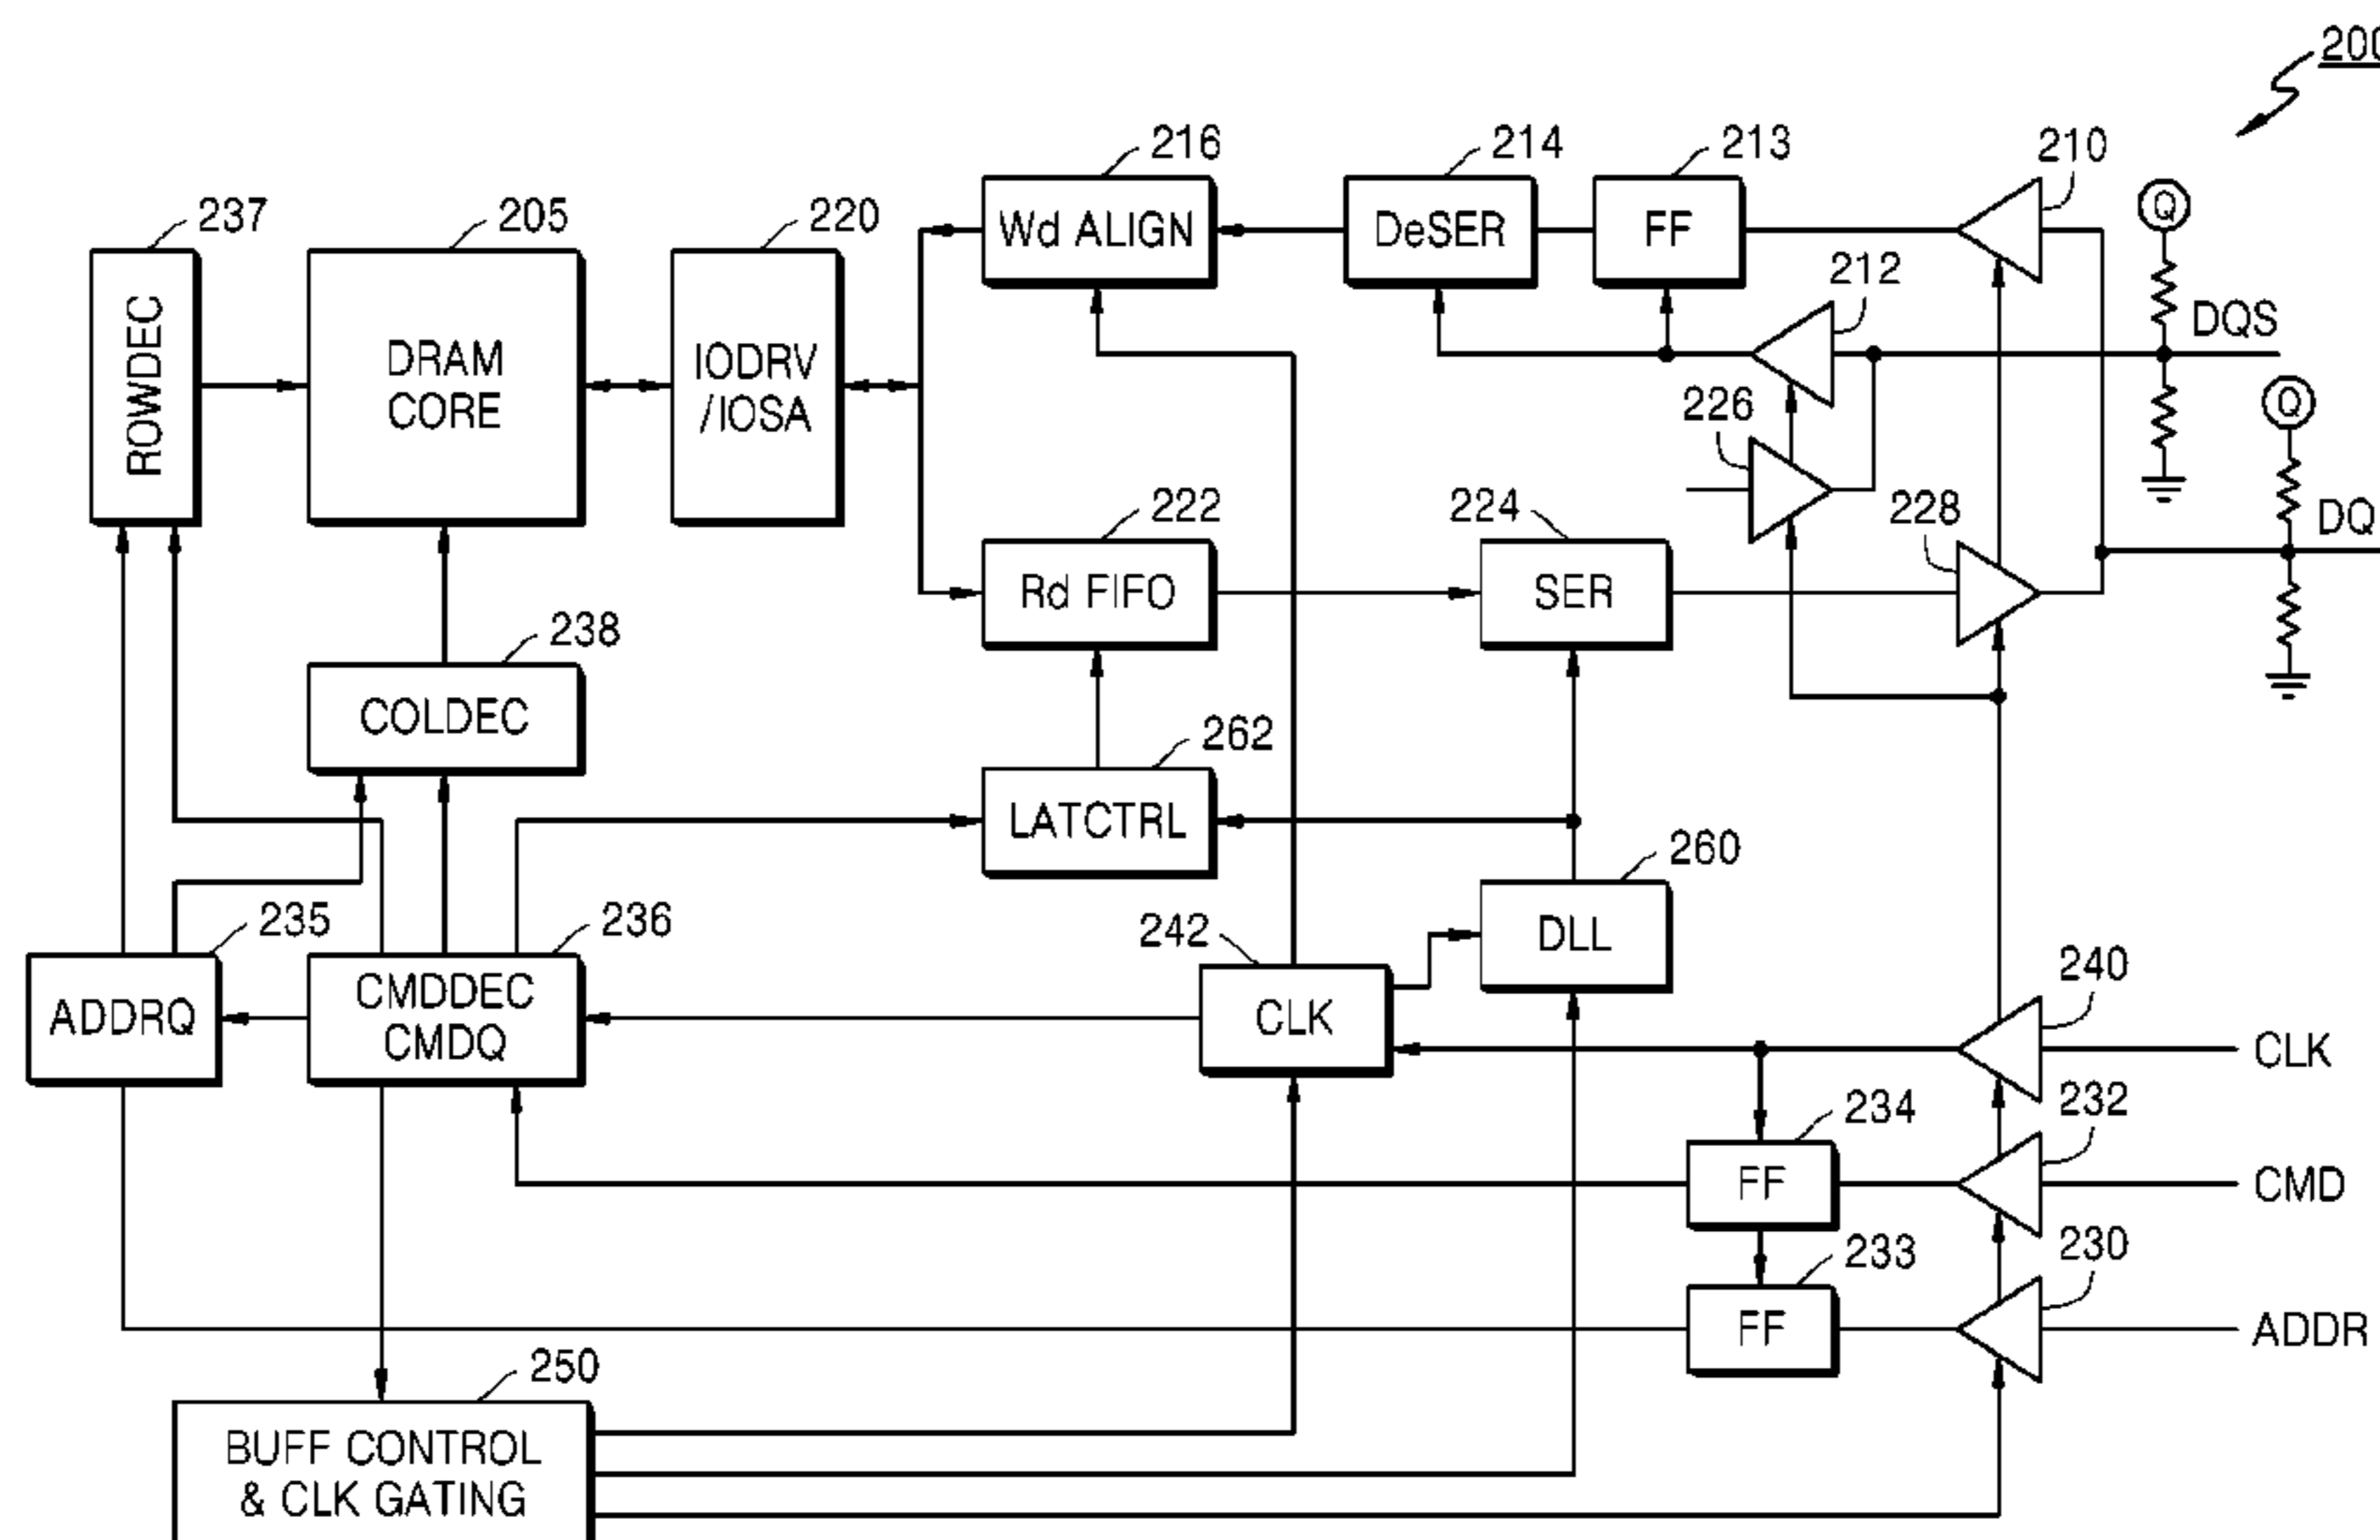 200
216
214
213
210
237
205
220
Wd ALIGN
DeSER
FF
Q
212
DQS
ROWDEC
DRAM
CORE
IODRV
/IOSA
226
Q
222
224
228
DQ
Rd FIFO
SER
238
COLDEC
262
LATCTRL
260
235
236
242
DLL
240
ADDRQ
CMDDEC
CMDQ
CLK
CLK
234
232
FF
CMD
233
230
FF
ADDR
250
BUFF CONTROL
& CLK GATING